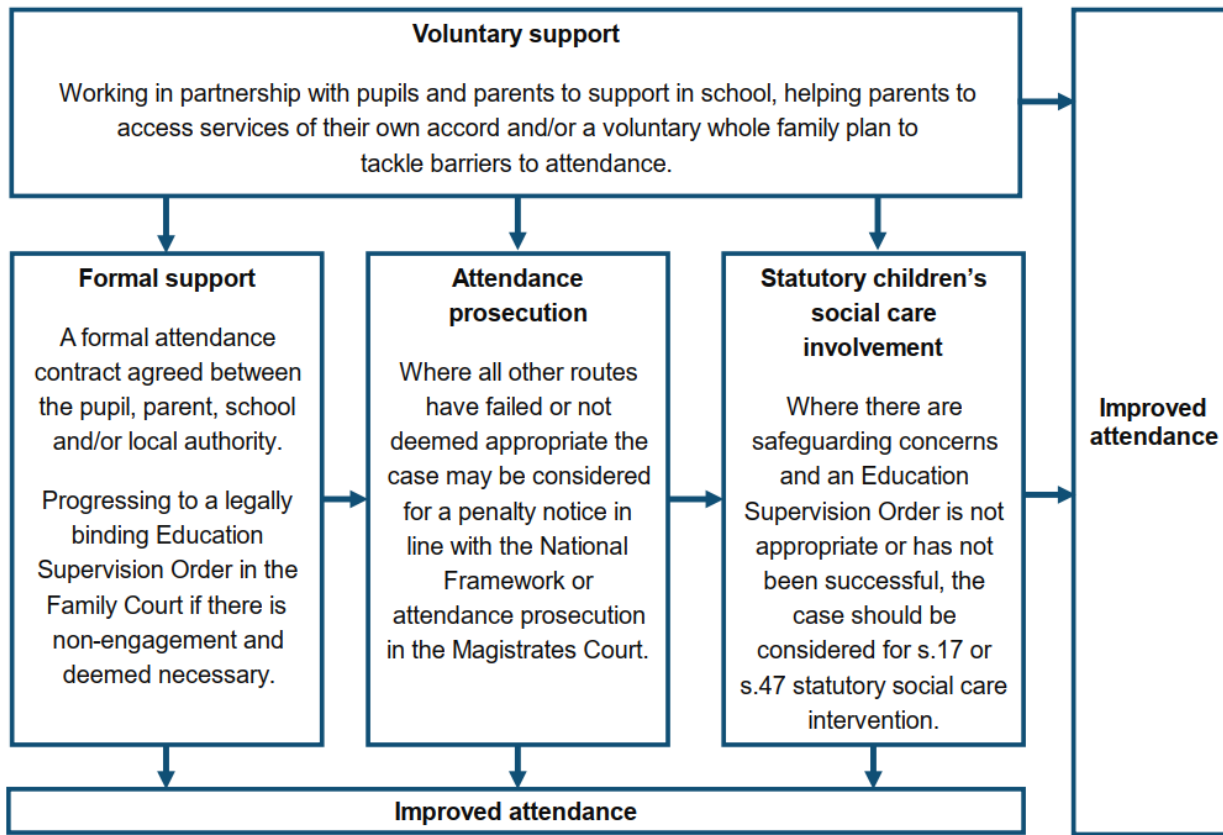 Voluntary support
Working in partnership with pupils and parents to support in school, helping parents to
access services of their own accord and/or a voluntary whole family plan to
tackle barriers to attendance.
Formal support
A formal attendance
contract agreed between
the pupil, parent, school
and/or local authority.
Progressing to a legally
binding Education
Supervision Order in the
Family Court if there is
non-engagement and
deemed necessary.
Attendance
prosecution
Where all other routes
have failed or not
deemed appropriate the
case may be considered
for a penalty notice in
line with the National
Framework or
attendance prosecution
in the Magistrates Court.
Statutory children’s
social care
involvement
Where there are
safeguarding concerns
and an Education
Supervision Order is not
appropriate or has not
been successful, the
case should be
considered for s.17 or
s.47 statutory social care
intervention.
Improved
attendance
Improved attendance